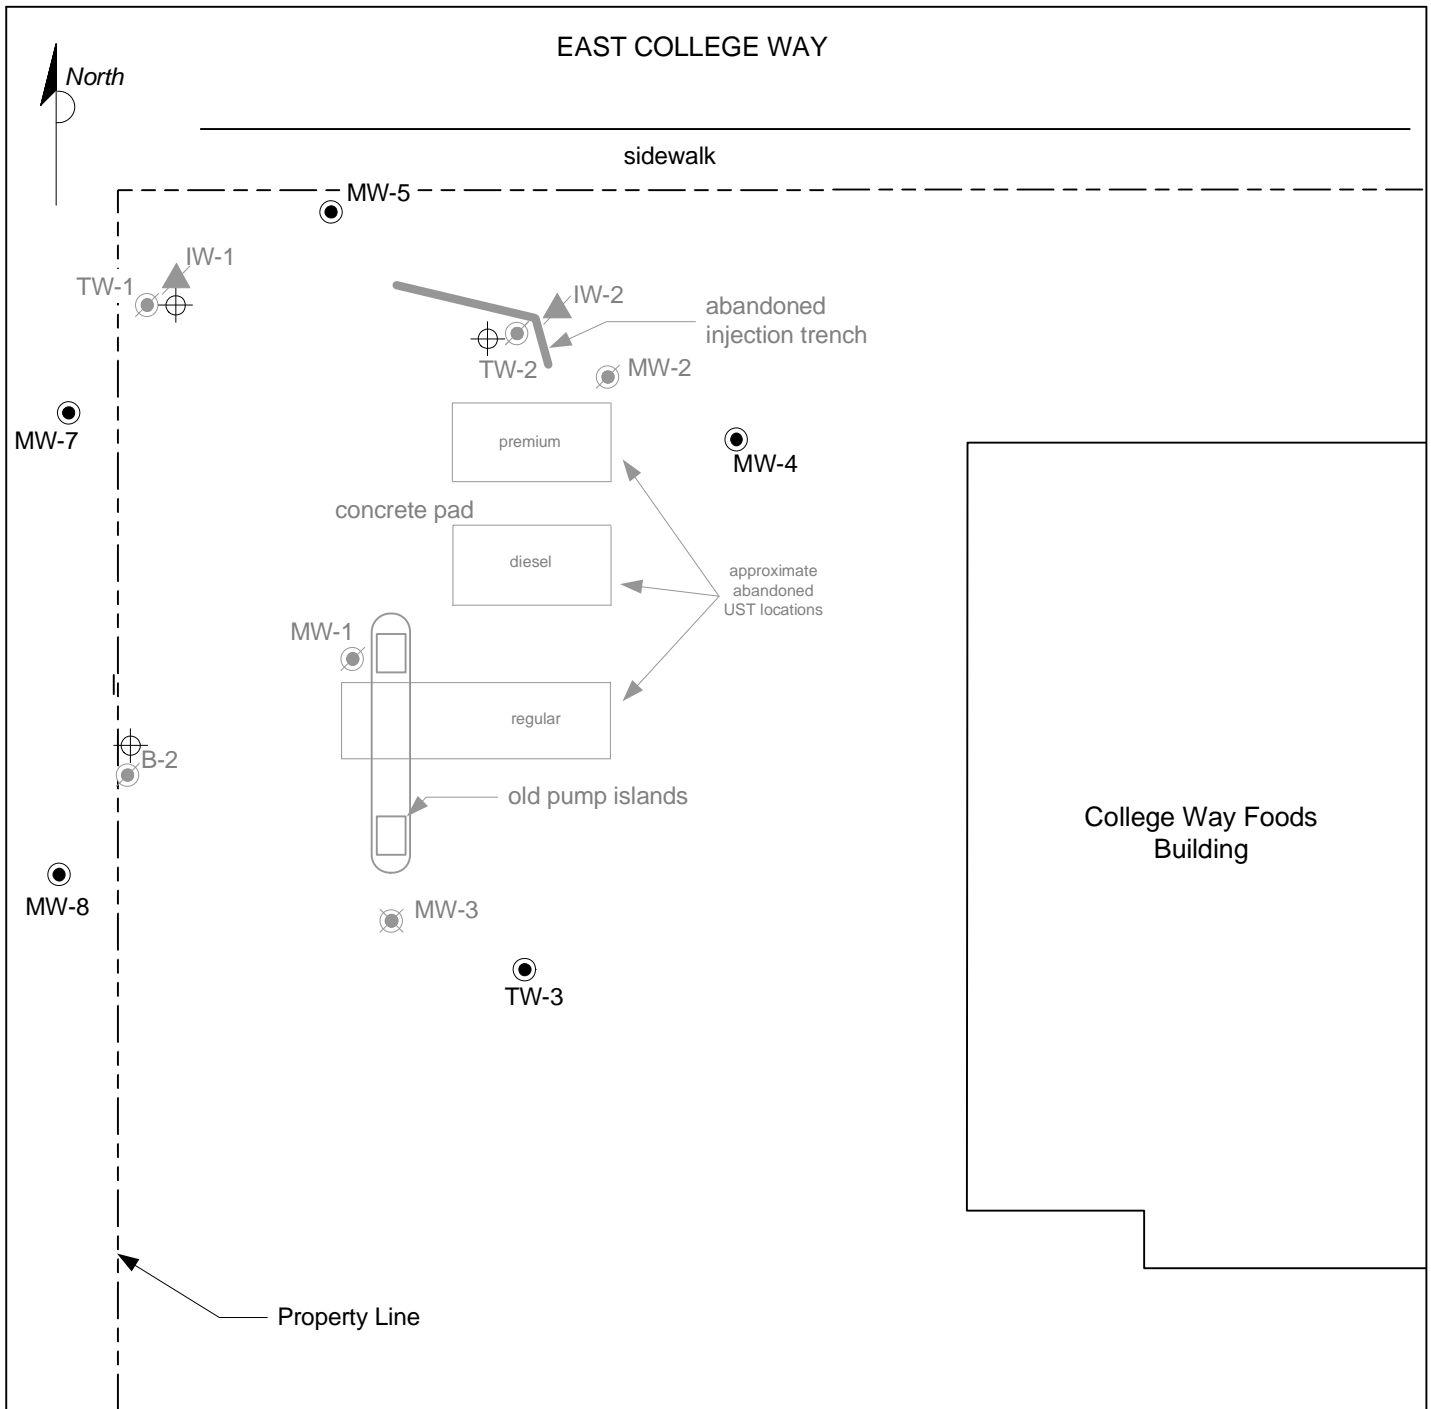 EAST COLLEGE WAY
North
sidewalk
MW-5
IW-1
TW-1
IW-2
abandoned
injection trench
TW-2
MW-2
MW-7
premium
MW-4
concrete pad
diesel
approximate
abandoned
UST locations
MW-1
regular
B-2
old pump islands
College Way Foods
Building
MW-8
MW-3
TW-3
Property Line